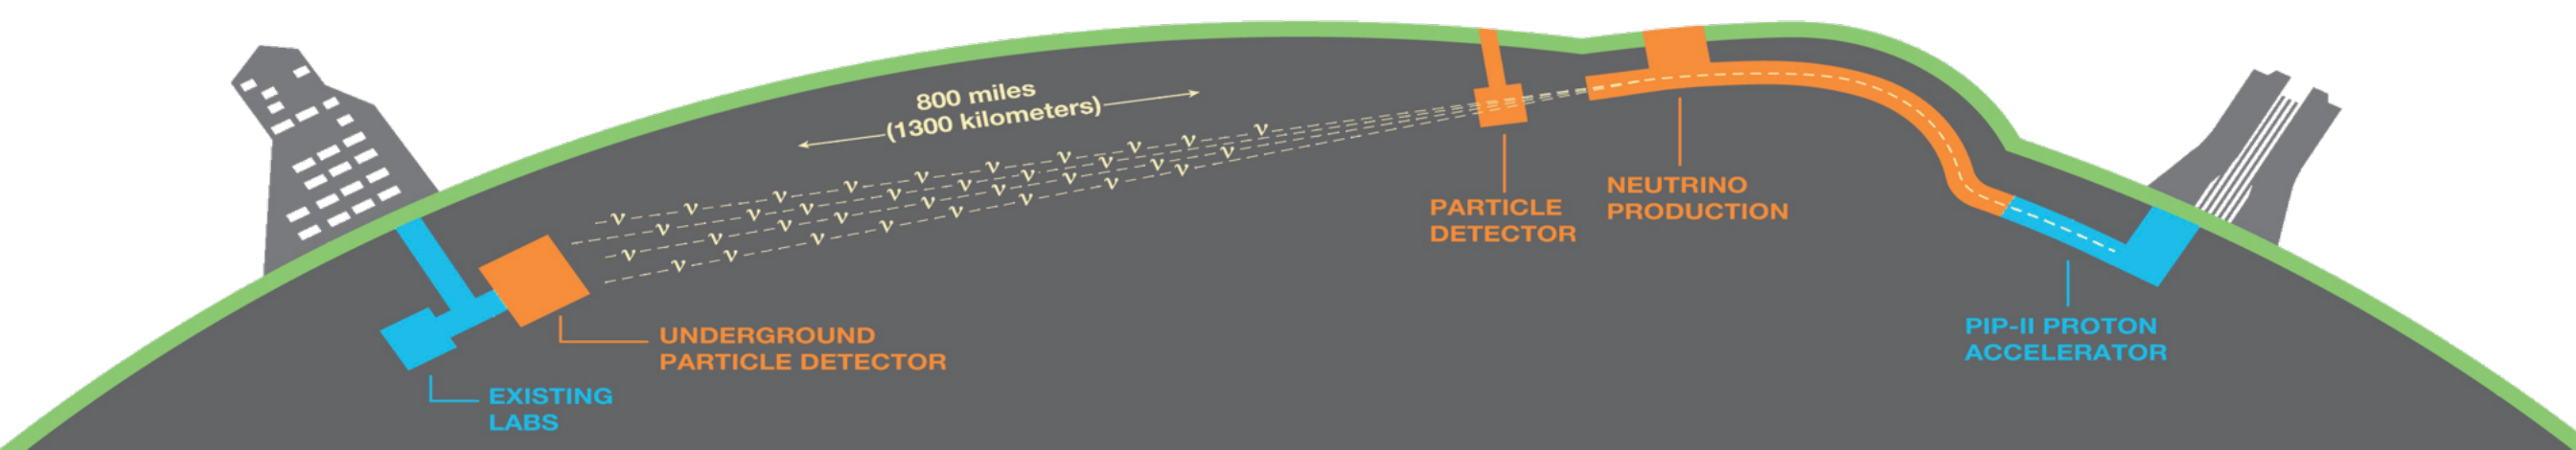 800 miles
(1300 kilometers)
ν ν ν ν ν ν ν ν ν ν
ν ν ν ν ν ν ν ν
ν ν ν ν ν ν ν ν ν
ν ν ν ν ν ν ν ν
PARTICLE
DETECTOR
NEUTRINO
PRODUCTION
UNDERGROUND
PARTICLE DETECTOR
EXISTING
LABS
PIP-II PROTON
ACCELERATOR